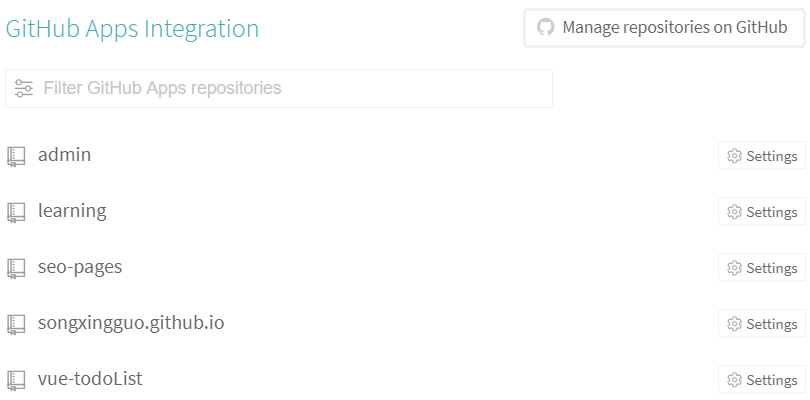 GitHub Apps Integration
Manage repositories on GitHub
Filter GitHub Apps repositories
admin
Settings
learning
Settings
seo-pages
Settings
songxingguo.github.io
Settings
vue-todoList
Settings